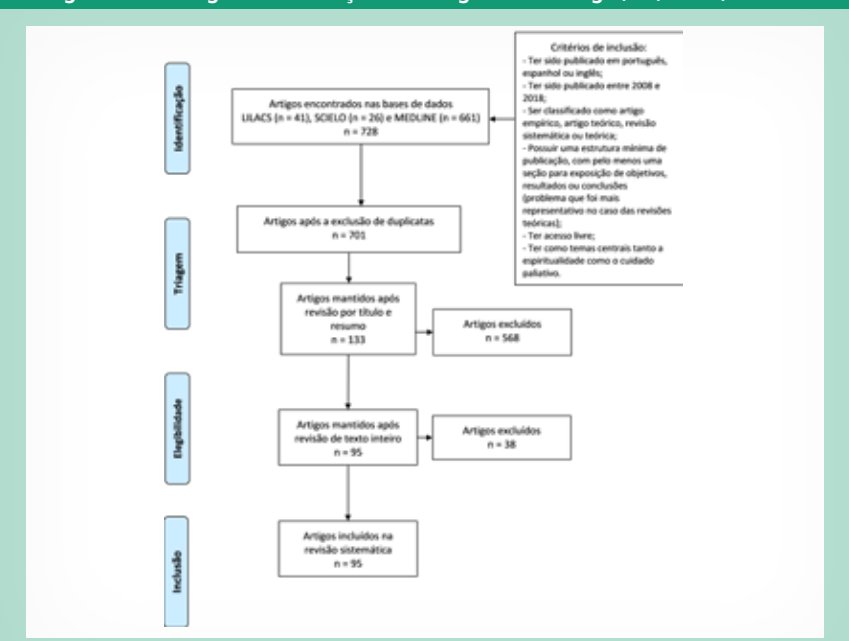 Identificação
Artigos encontrados nas bases de dados
LILACS (n = 41), SCIELO (n = 26) e MEDLINE (n = 661)
n = 728
Critérios de inclusão:
- Ter sido publicado em português,
espanhol ou inglês;
- Ter sido publicado entre 2008 e
2018;
- Ser classificado como artigo
empírico, artigo teórico, revisão
sistemática ou teórica;
- Possuir uma estrutura mínima de
publicação, com pelo menos uma
seção para exposição de objetivos,
resultados ou conclusões
(problema que foi mais
representativo no caso das revisões
teóricas);
- Ter acesso livre;
- Ter como temas centrais tanto a
espiritualidade como o cuidado
paliativo.
Triagem
Artigos após a exclusão de duplicatas
n = 701
Artigos mantidos após
revisão por título e
resumo
n = 133
Artigos excluídos
n = 568
Elegibilidade
Artigos mantidos após
revisão de texto inteiro
n = 95
Artigos excluídos
n = 38
Inclusão
Artigos incluídos na
revisão sistemática
n = 95